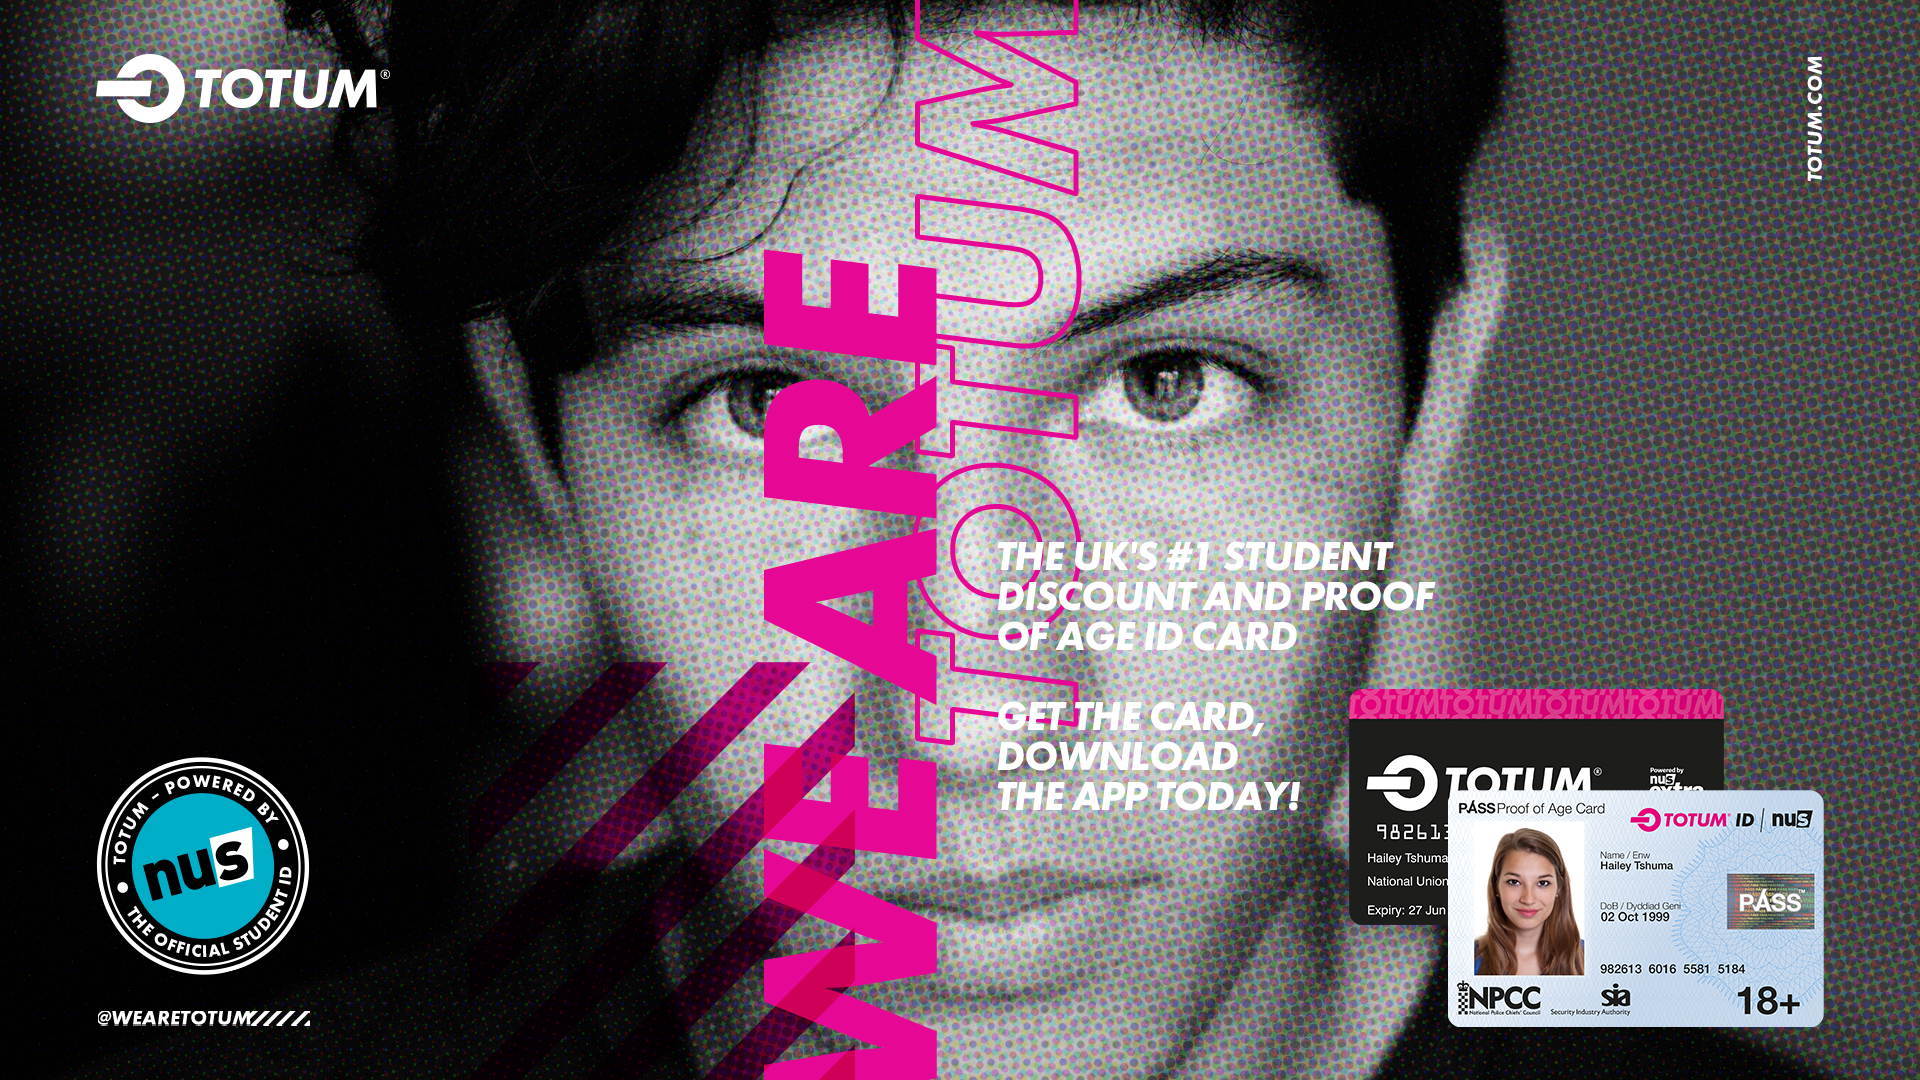 TOTUM®
TOTUM.COM
WE ARE
TOTUM
THE UK'S #1 STUDENT
DISCOUNT AND PROOF
OF AGE ID CARD
GET THE CARD,
DOWNLOAD
THE APP TODAY!
TOTUM - POWERED BY
nus
THE OFFICIAL STUDENT ID
@WEARETOTUM
TOTUMTOTUMTOTUMTOTUM
TOTUM®
Powered by
nus
extra
982613
Hailey Tshuma
National Union
Expiry: 27 Jun
PASS Proof of Age Card
TOTUM ID | nus
Name / Enw
Hailey Tshuma
DoB / Dyddiad Geni
02 Oct 1999
PASS™
982613 6016 5581 5184
NPCC
National Police Chiefs' Council
sia
Security Industry Authority
18+